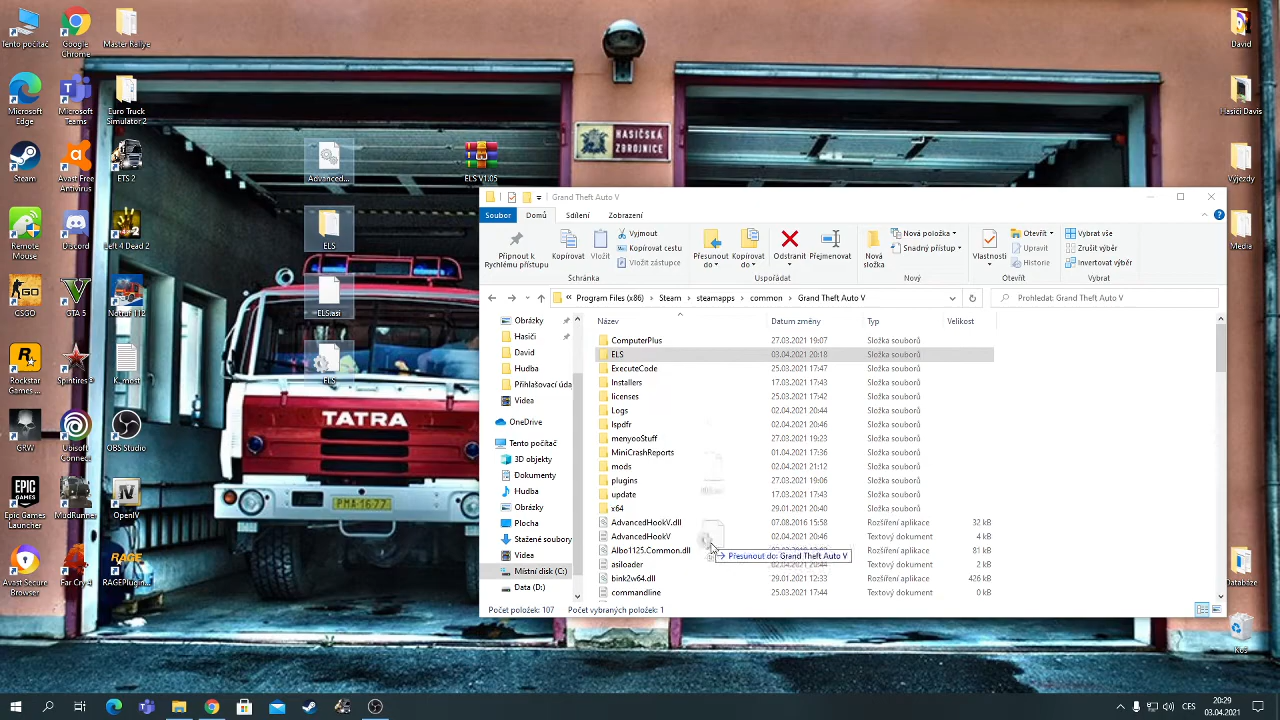 Tento počítač
Google Chrome
Master Rallye
Microsoft Edge
Microsoft Teams
Euro Truck Simulator 2
Steam
Avast Free Antivirus
ETS 2
Remote Mouse
Discord
Left 4 Dead 2
CSGO
GTA 5
Notruf 112
Rockstar Games ...
Spintires
K_most
GRW
Ubisoft Connect
OBS Studio
Epic Games Launcher
MudRunner
OpenIV
Avast Secure Browser
Far Cry 4
RAGE
RAGEPlugin...
Advanced...
ELS
ELS.asi
ELS
ELS V1.05
HASIČSKÁ
ZBROJNICE
TATRA
PMA 16-77
David
Hasiči Davis
Výjezdy
Média
Databáze
Koš
Grand Theft Auto V
Soubor
Domů
Sdílení
Zobrazení
Připnout k Rychlému přístupu
Kopírovat
Vložit
Vyjmout
Kopírovat cestu
Vložit zástupce
Schránka
Přesunout do
Kopírovat do
Odstranit
Přejmenovat
Uspořádat
Nová složka
Nová položka
Snadný přístup
Nový
Vlastnosti
Otevřít
Upravit
Historie
Otevřít
Vybrat vše
Zrušit výběr
Invertovat výběr
Vybrat
« Program Files (x86) > Steam > steamapps > common > Grand Theft Auto V
Prohledat: Grand Theft Auto V
Obrázky
Hasiči
David
Hudba
Přihlašovací úda
Videa
OneDrive
Tento počítač
3D objekty
Dokumenty
Hudba
Obrázky
Plocha
Stažené soubory
Videa
Místní disk (C:)
Data (D:)
Název Datum změny Typ Velikost
ComputerPlus 27.03.2021 19:07 Složka souborů
ELS 03.04.2021 20:18 Složka souborů
ExecuteCode 25.03.2021 17:47 Složka souborů
Installers 17.03.2021 17:43 Složka souborů
licenses 25.03.2021 17:42 Složka souborů
Logs 02.04.2021 20:44 Složka souborů
lspdfr 02.04.2021 20:46 Složka souborů
menyooStuff 27.03.2021 19:23 Složka souborů
MiniCrashReports 01.04.2021 17:36 Složka souborů
mods 02.04.2021 21:12 Složka souborů
plugins 27.03.2021 19:06 Složka souborů
update 17.03.2021 17:43 Složka souborů
x64 20.01.2021 20:40 Složka souborů
AdvancedHookV.dll 07.08.2016 15:58 Rozšíření aplikace 32 kB
AdvancedHookV 02.04.2021 20:46 Textový dokument 4 kB
Albo1125.Common.dll Rozšíření aplikace 81 kB
Přesunout do: Grand Theft Auto V
asiloader 02.04.2021 20:44 Textový dokument 2 kB
bink2w64.dll 29.01.2021 12:33 Rozšíření aplikace 426 kB
commandline 25.03.2021 17:44 Textový dokument 0 kB
Počet položek: 107 Počet vybraných položek: 1
CES
20:29
03.04.2021